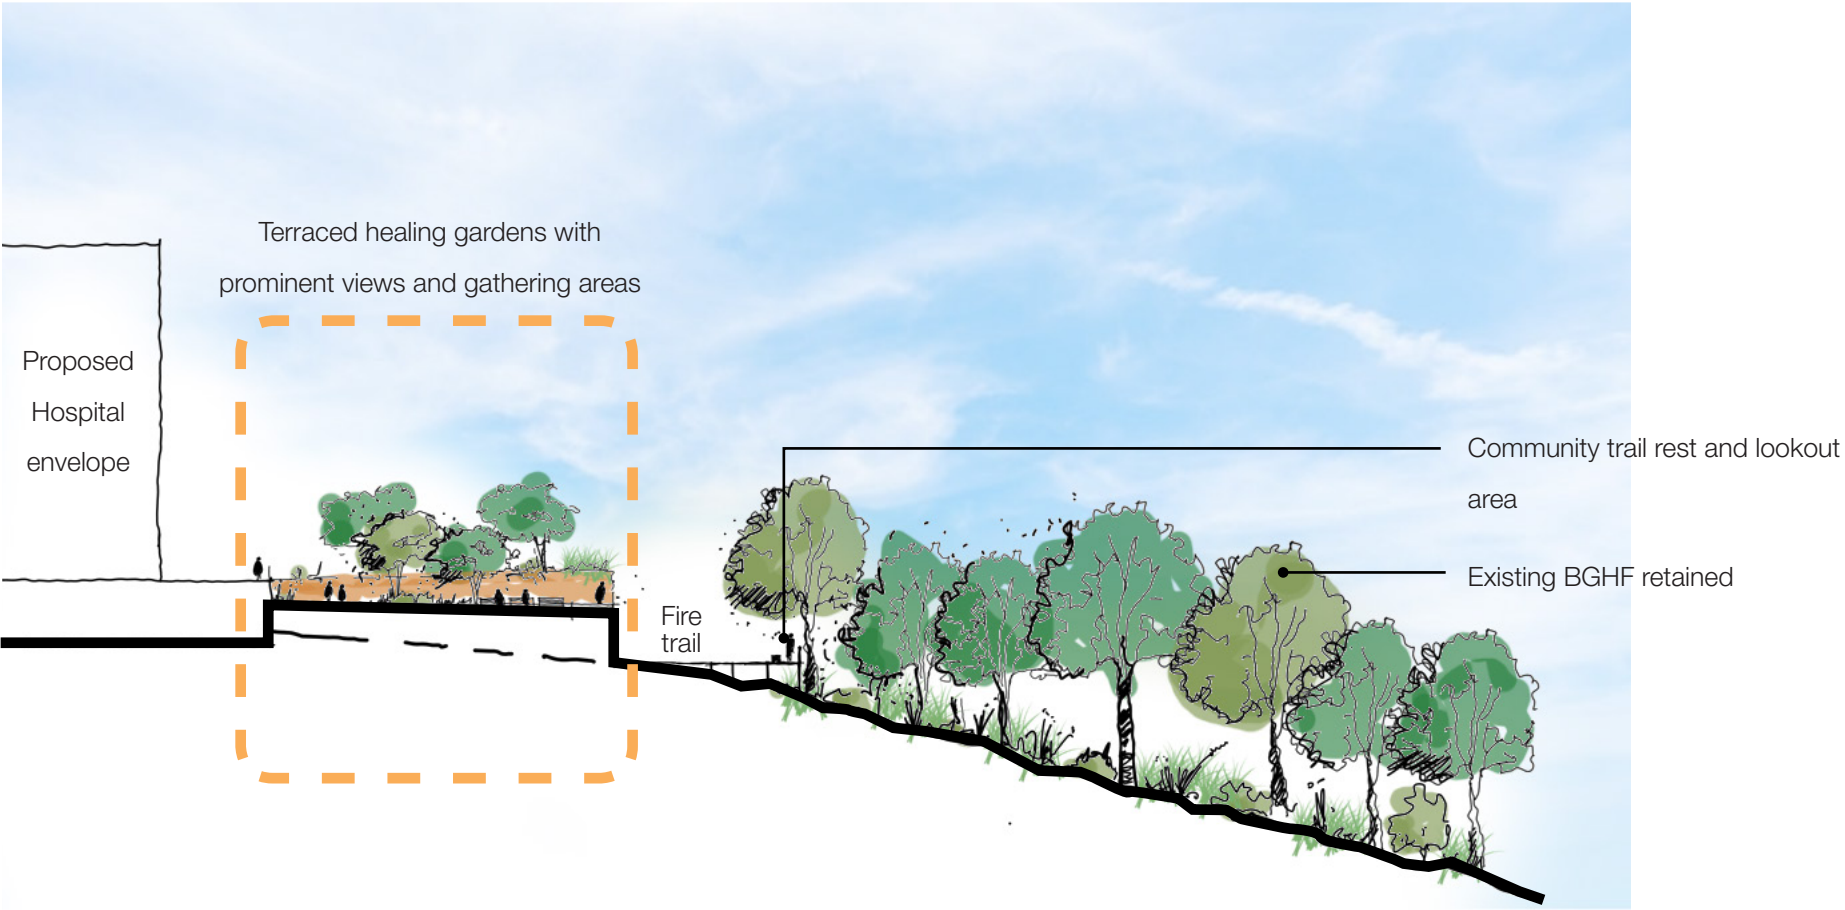 Terraced healing gardens with
prominent views and gathering areas
Proposed
Hospital
envelope
Community trail rest and lookout
area
Existing BGHF retained
Fire
trail